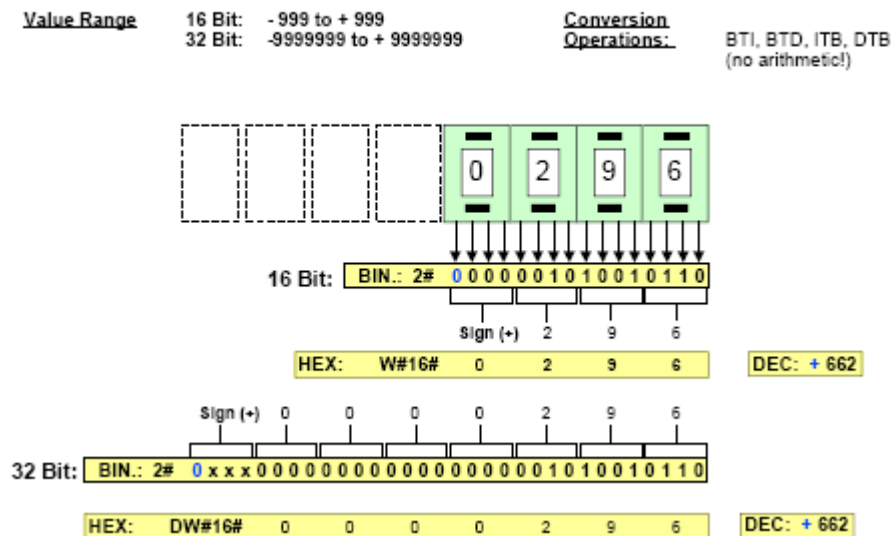 Value Range 16 Bit: - 999 to + 999 Conversion
32 Bit: -9999999 to + 9999999 Operations: BTI, BTD, ITB, DTB
(no arithmetic!)
0 2 9 6
16 Bit: BIN.: 2# 0 0 0 0 0 0 1 0 1 0 0 1 0 1 1 0
Sign (+) 2 9 6
HEX: W#16# 0 2 9 6 DEC: + 662
Sign (+) 0 0 0 0 2 9 6
32 Bit: BIN.: 2# 0 x x x 0 0 0 0 0 0 0 0 0 0 0 0 0 0 0 0 0 0 1 0 1 0 0 1 0 1 1 0
HEX: DW#16# 0 0 0 0 0 2 9 6 DEC: + 662